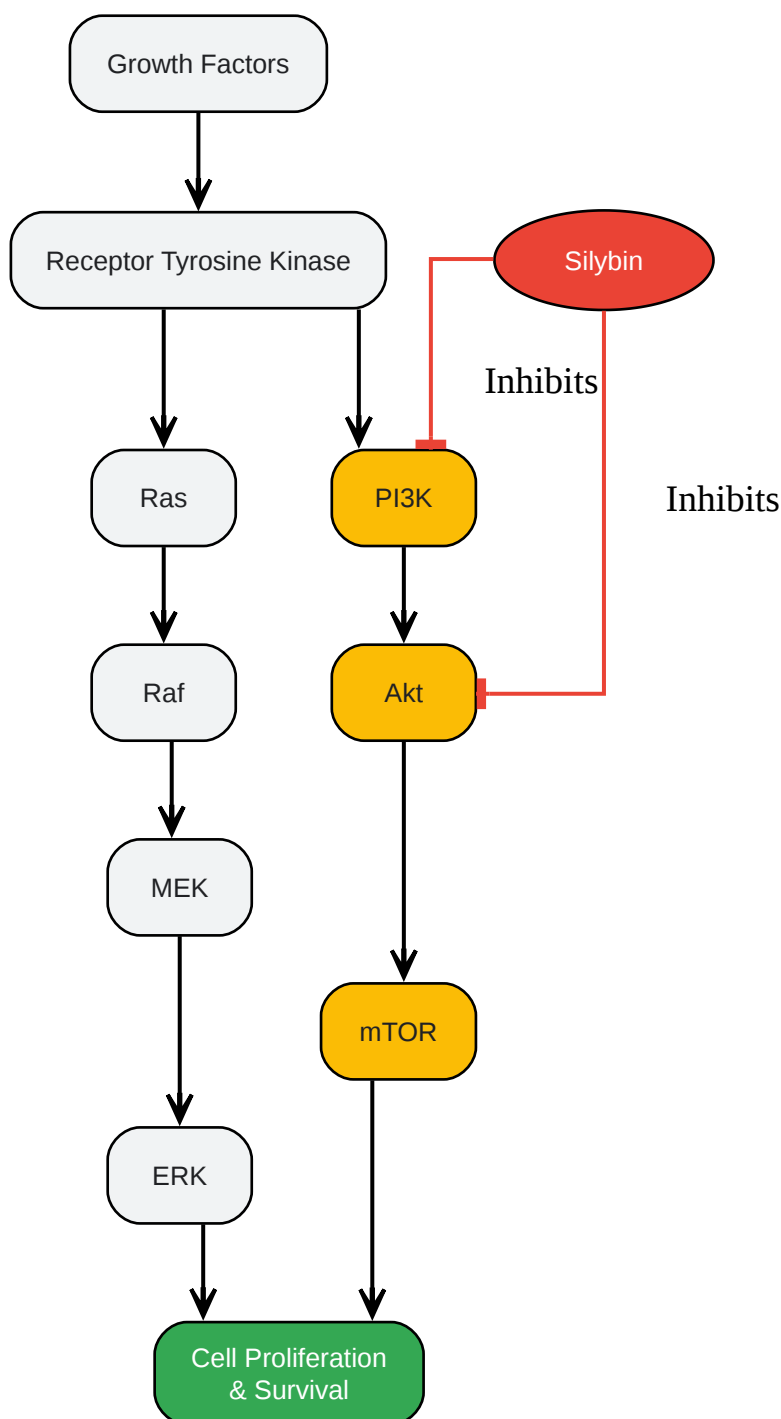 Growth Factors
Receptor Tyrosine Kinase
Silybin
Inhibits
Inhibits
Ras
PI3K
Raf
Akt
MEK
mTOR
ERK
Cell Proliferation
& Survival